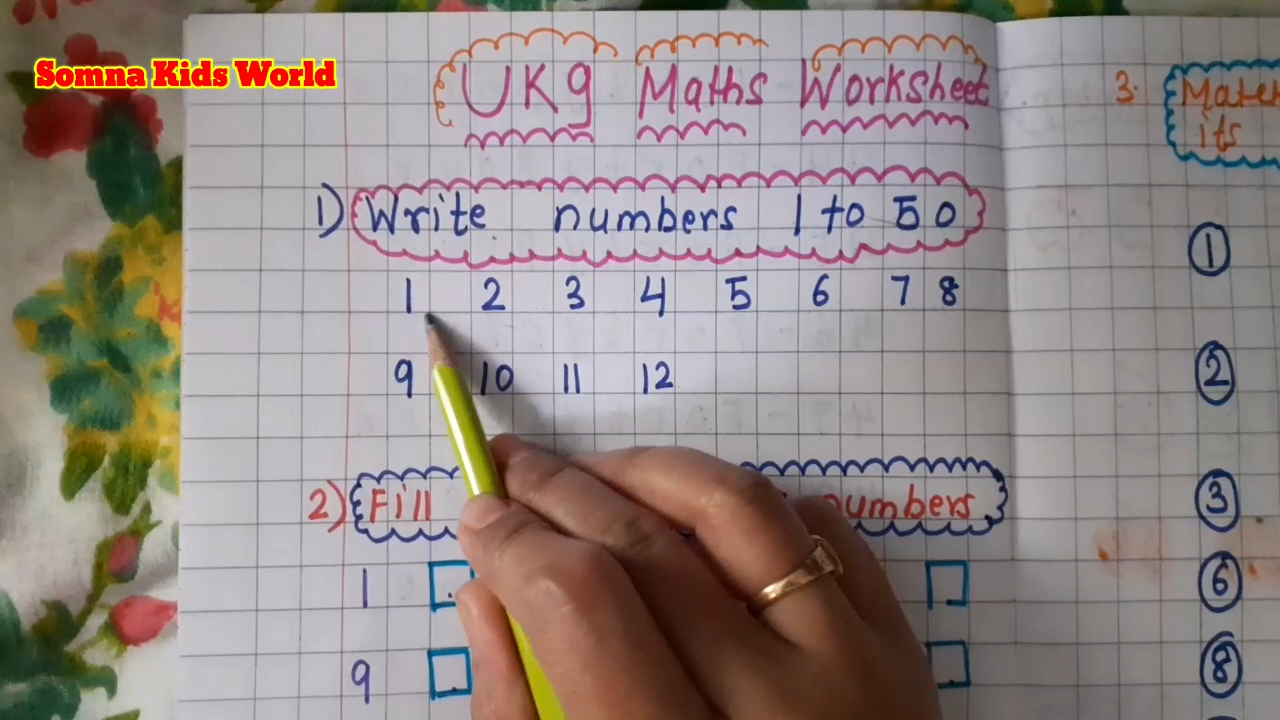 Somna Kids World
UKg Maths Worksheet
1) Write numbers 1 to 50
1 2 3 4 5 6 7 8
9 10 11 12
2) Fill numbers
1
9
3.
its
1
2
3
6
8